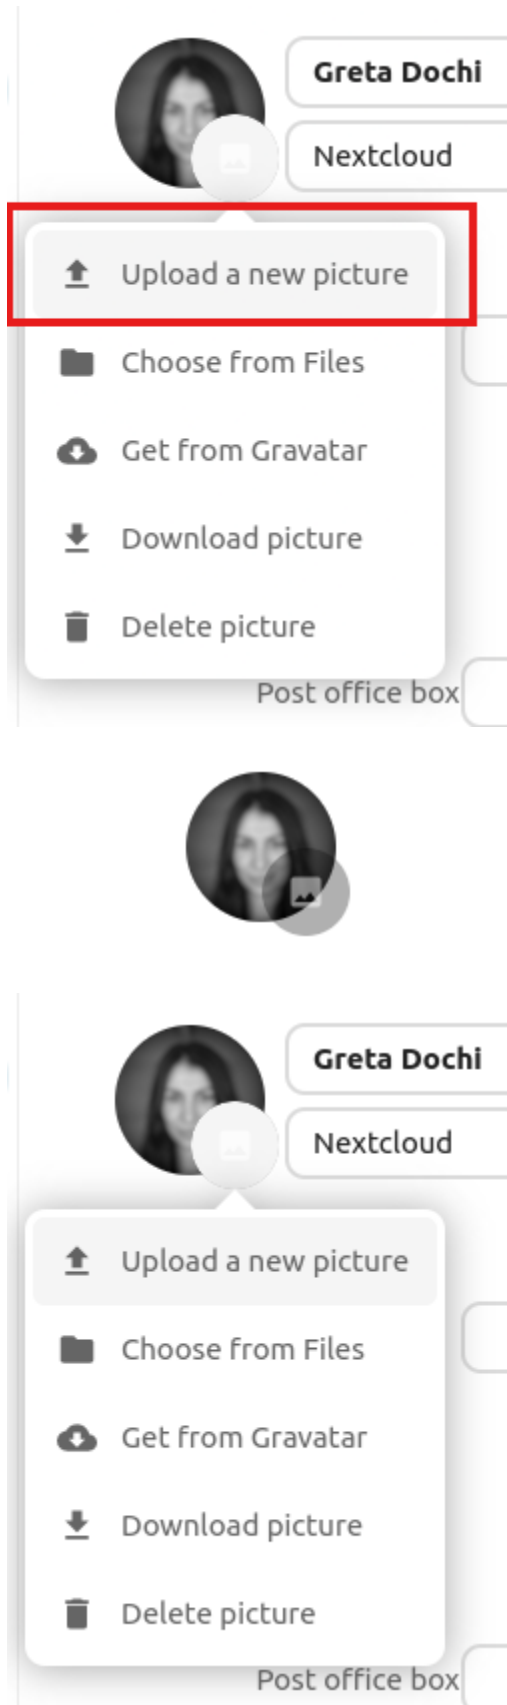 Greta Dochi
Nextcloud
Upload a new picture
Choose from Files
Get from Gravatar
Download picture
Delete picture
Post office box
Greta Dochi
Nextcloud
Upload a new picture
Choose from Files
Get from Gravatar
Download picture
Delete picture
Post office box